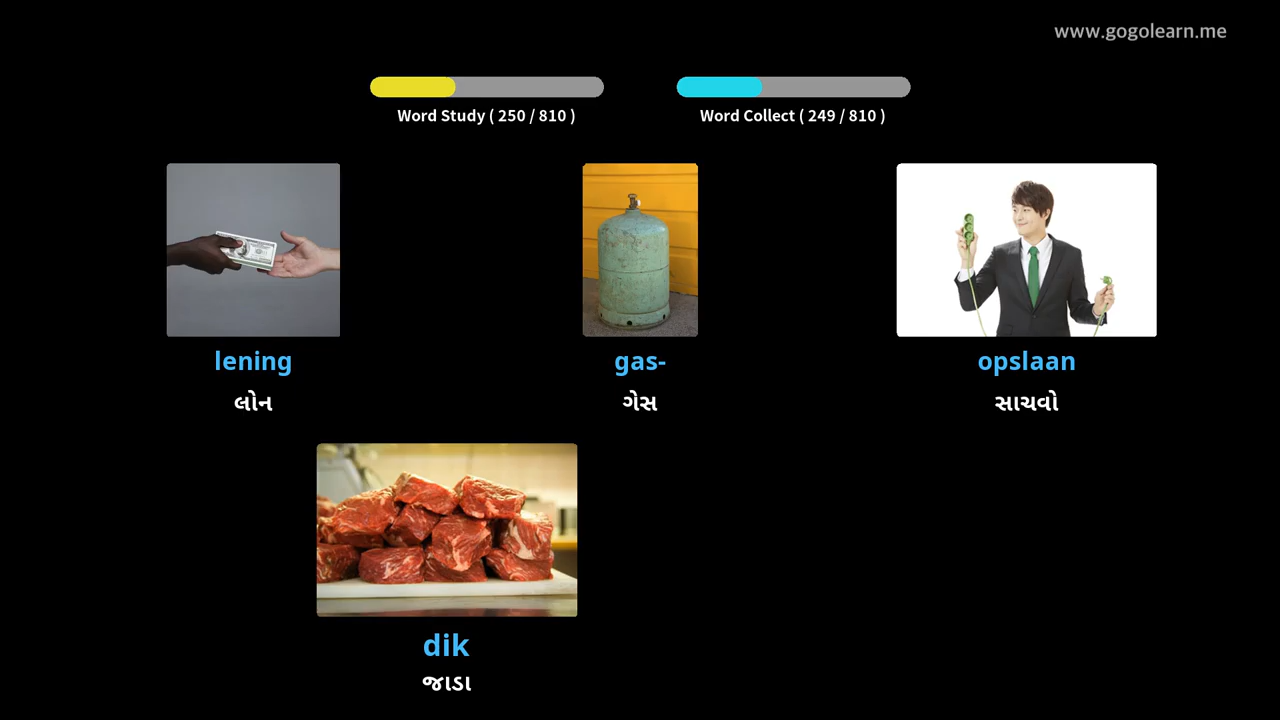 www.gogolearn.me
Word Study ( 250 / 810 )
Word Collect ( 249 / 810 )
lening
gas-
opslaan
લોન
ગેસ
સાચવો
dik
જાડા